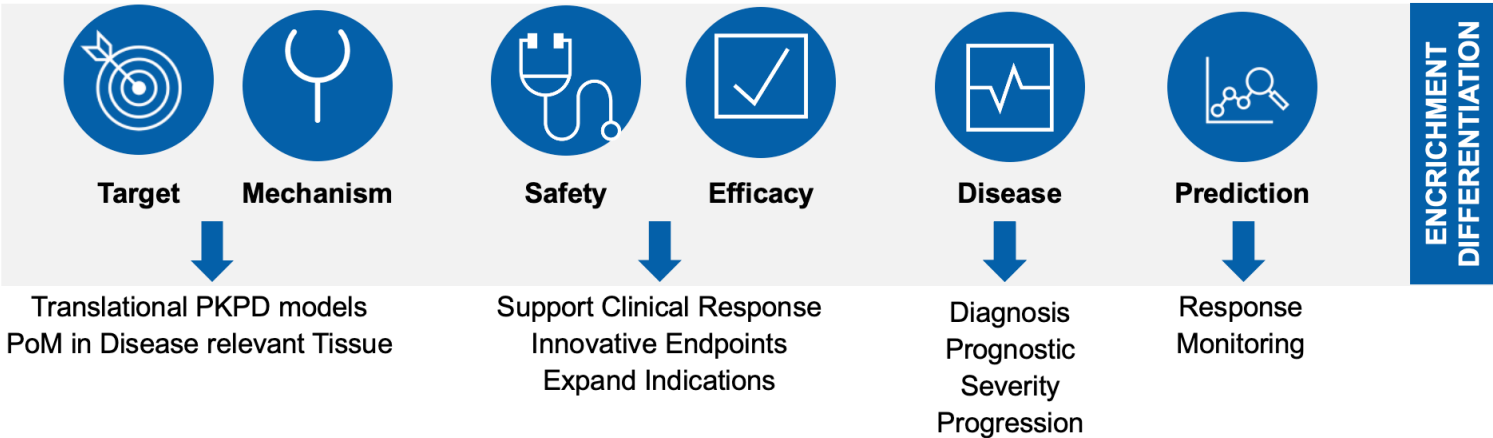 Target
Mechanism
Safety
Efficacy
Disease
Prediction
Translational PKPD models
PoM in Disease relevant Tissue
Support Clinical Response
Innovative Endpoints
Expand Indications
Diagnosis
Prognostic
Severity
Progression
Response
Monitoring
ENCRICHMENT
DIFFERENTIATION